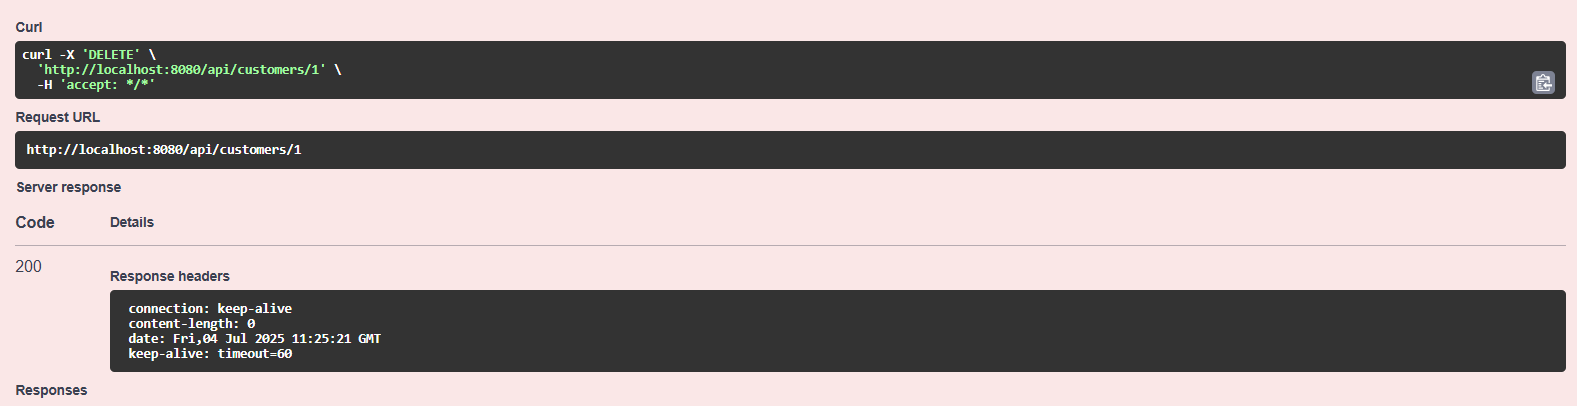 Curl
curl -X 'DELETE' \
'http://localhost:8080/api/customers/1' \
-H 'accept: */*'
Request URL
http://localhost:8080/api/customers/1
Server response
Code Details
200
Response headers
connection: keep-alive
content-length: 0
date: Fri,04 Jul 2025 11:25:21 GMT
keep-alive: timeout=60
Responses